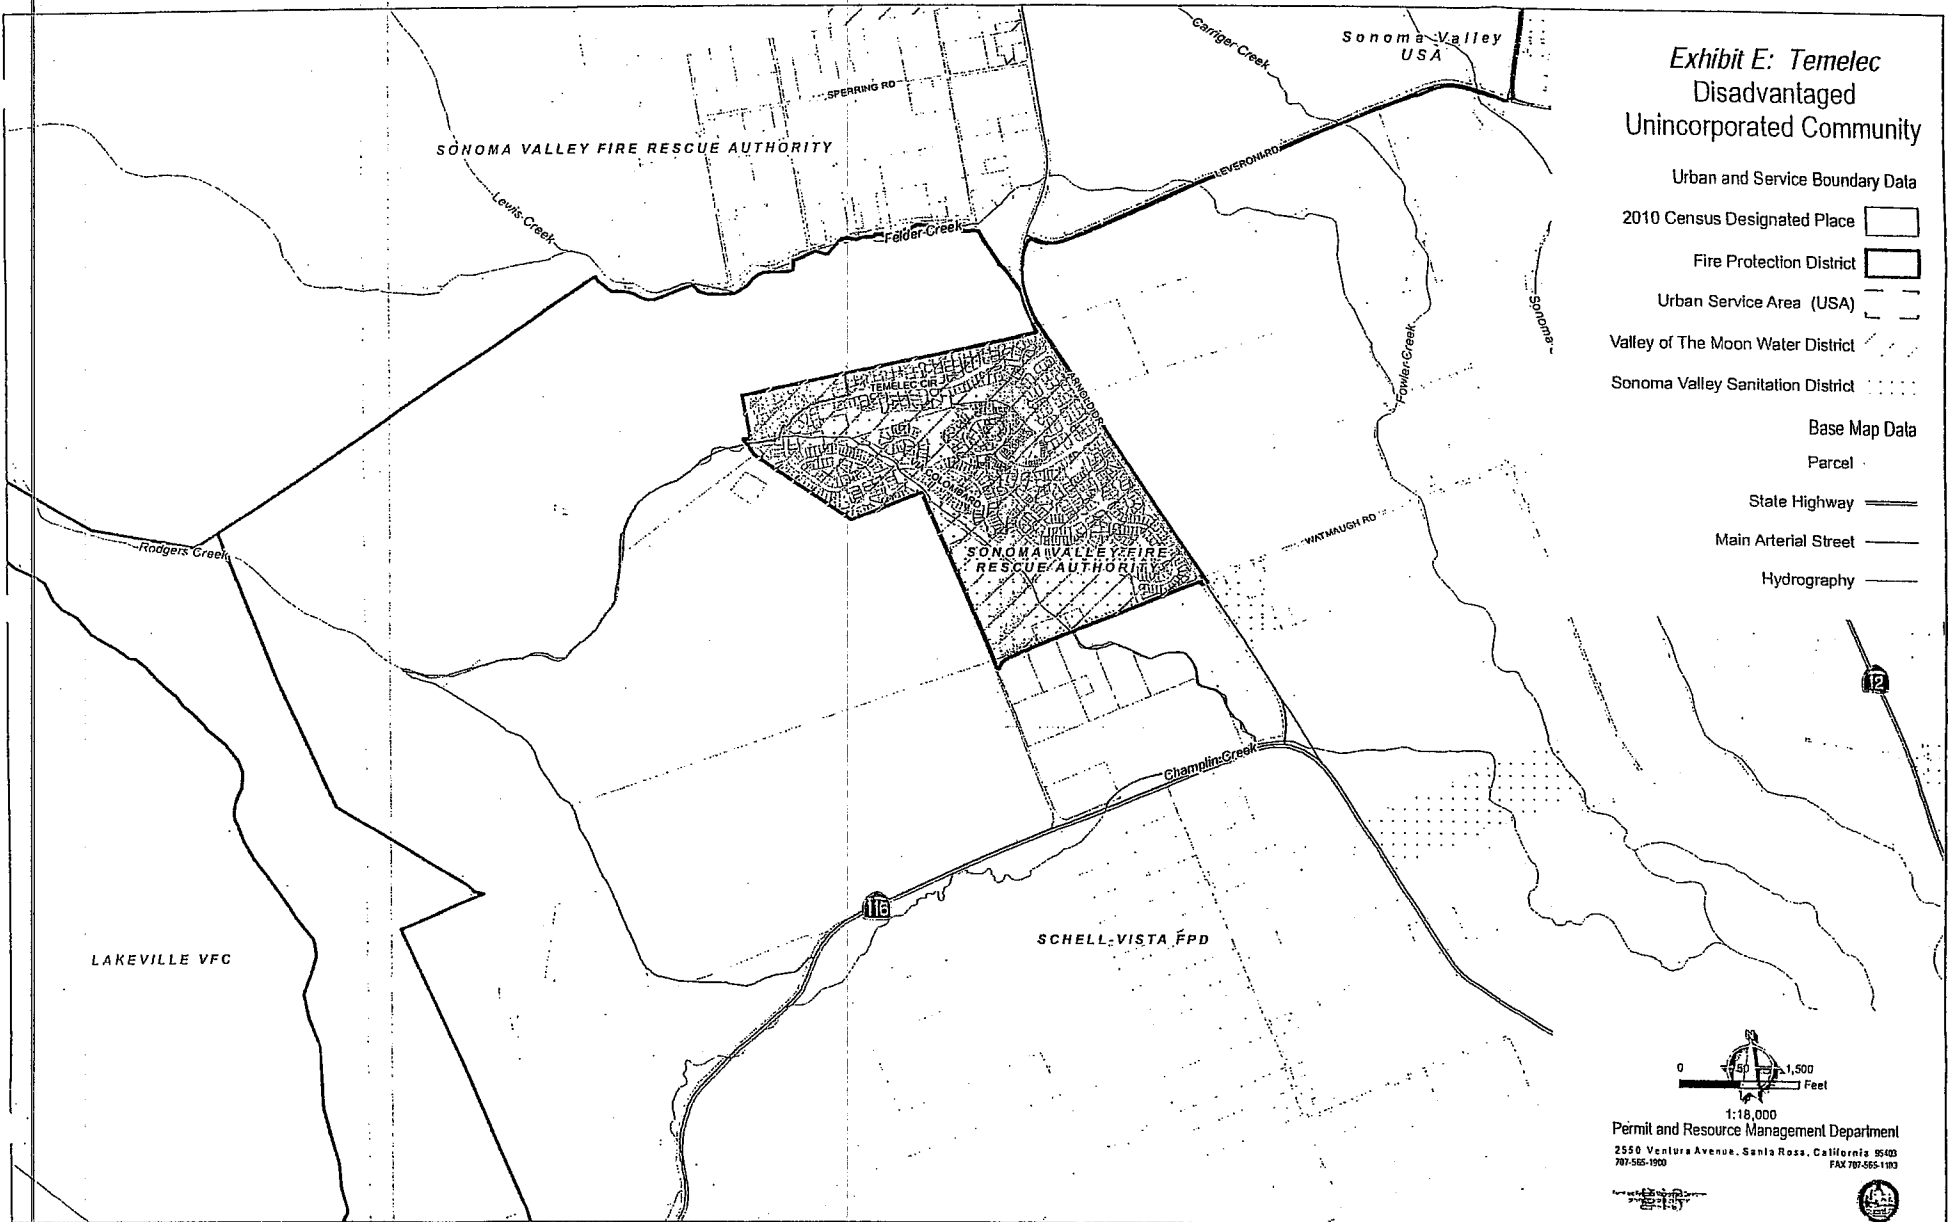 Exhibit E: Temelec
Disadvantaged
Unincorporated Community
Urban and Service Boundary Data
2010 Census Designated Place
Fire Protection District
Urban Service Area (USA)
Valley of The Moon Water District
Sonoma Valley Sanitation District
Base Map Data
Parcel
State Highway
Main Arterial Street
Hydrography
Carriger Creek
Sonoma Valley
USA
SPERRING RD
SONOMA VALLEY FIRE RESCUE AUTHORITY
LEVERONI RD
Lewis Creek
Felder Creek
Sonoma
Fowler Creek
TEMELEC CIR
ARNOLD DR
VIA COLOMBARD
WATMAUGH RD
Rodgers Creek
SONOMA VALLEY FIRE
RESCUE AUTHORITY
12
Champlin Creek
116
SCHELL-VISTA FPD
LAKEVILLE VFC
N
0 750 1,500
Feet
1:18,000
Permit and Resource Management Department
2550 Ventura Avenue, Santa Rosa, California 95403
707-565-1900 FAX 707-565-1103